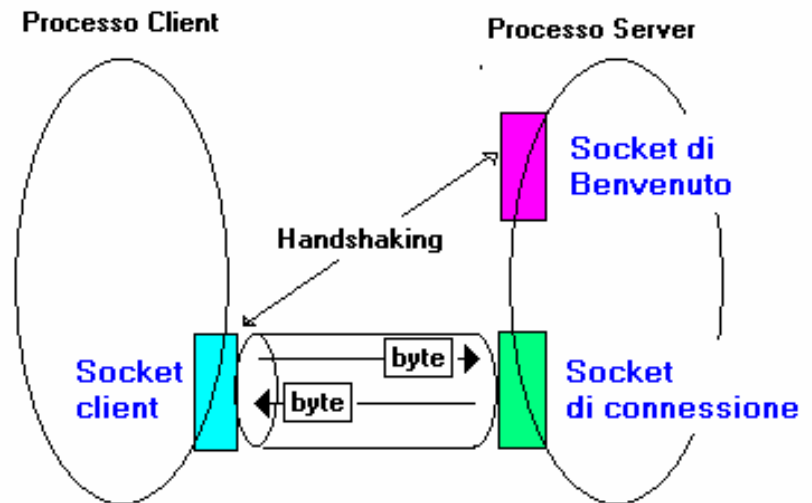 Processo Client
Processo Server
Socket di
Benvenuto
Handshaking
byte
byte
Socket
client
Socket
di connessione